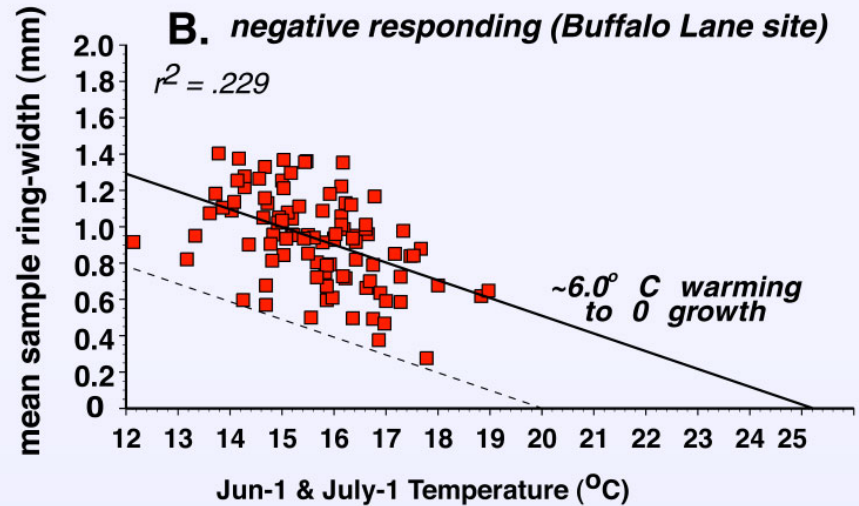 B. negative responding (Buffalo Lane site)
r² = .229
mean sample ring-width (mm)
2.0
1.8
1.6
1.4
1.2
1.0
0.8
0.6
0.4
0.2
0
~6.0° C warming
to 0 growth
12 13 14 15 16 17 18 19 20 21 22 23 24 25
Jun-1 & July-1 Temperature (°C)